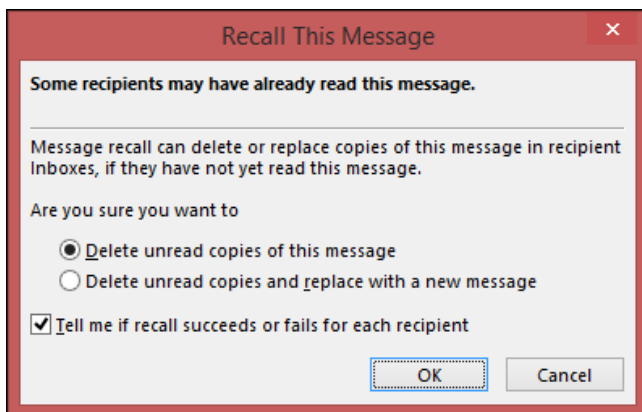 Recall This Message
Some recipients may have already read this message.
Message recall can delete or replace copies of this message in recipient
Inboxes, if they have not yet read this message.
Are you sure you want to
Delete unread copies of this message
Delete unread copies and replace with a new message
Tell me if recall succeeds or fails for each recipient
OK Cancel